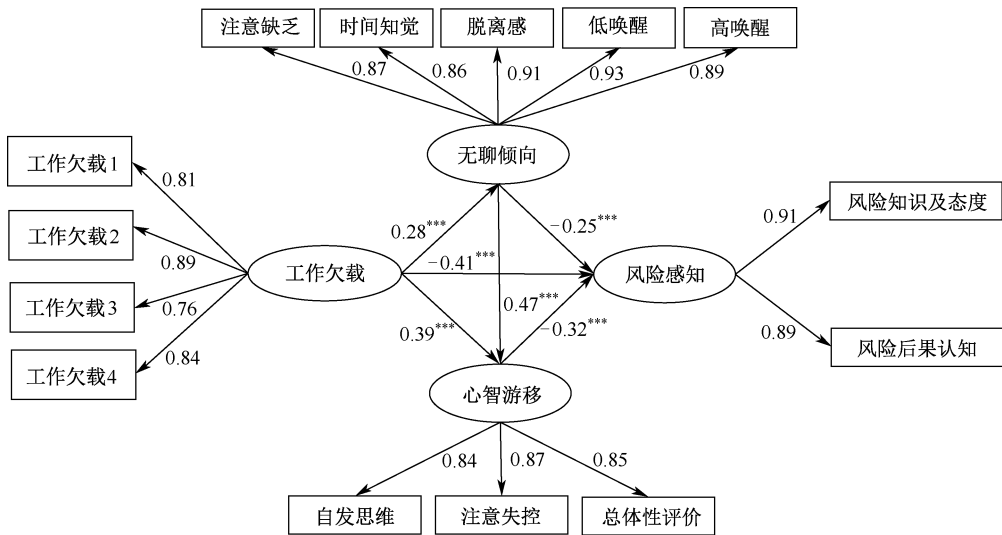 注意缺乏
时间知觉
脱离感
低唤醒
高唤醒
0.87
0.86
0.91
0.93
0.89
无聊倾向
工作欠载1
工作欠载2
工作欠载3
工作欠载4
0.81
0.89
0.76
0.84
工作欠载
0.28***
-0.25***
-0.41***
0.47***
0.39***
-0.32***
风险感知
0.91
0.89
风险知识及态度
风险后果认知
心智游移
0.84
0.87
0.85
自发思维
注意失控
总体性评价